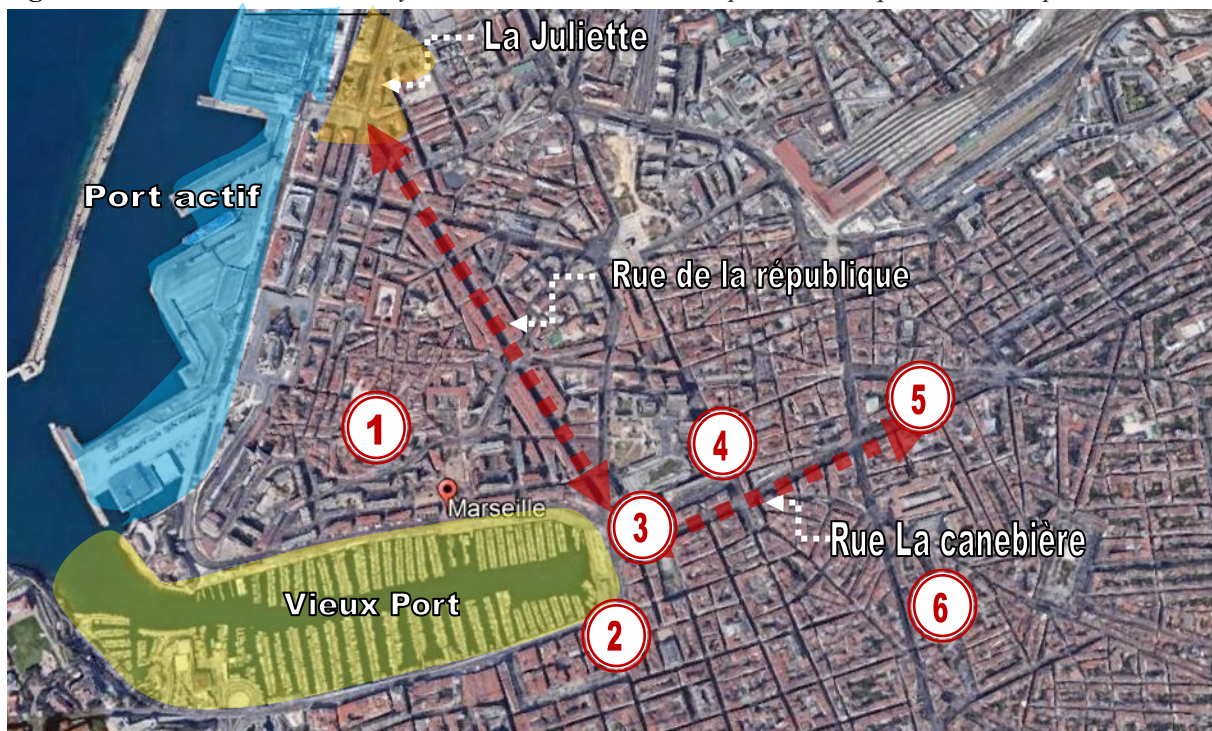 La Juliette
Port actif
Rue de la république
5
1
4
Marseille
3
Rue La canebière
Vieux Port
6
2